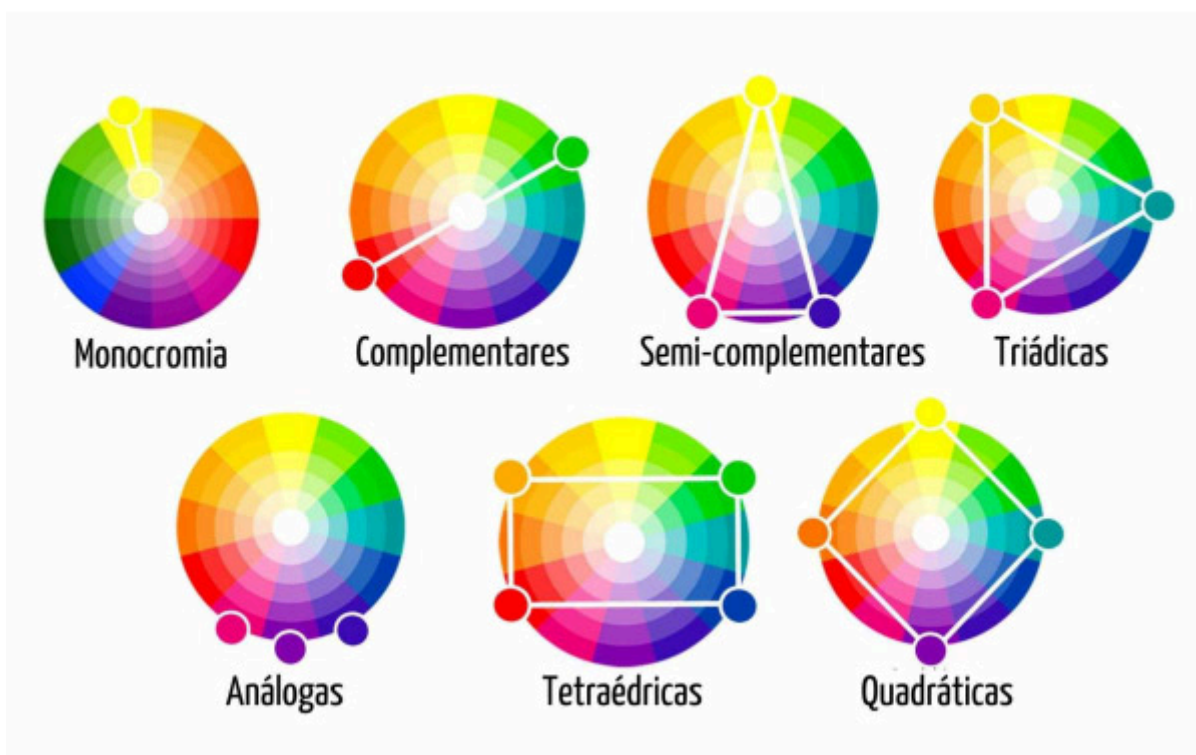 Monocromia
Complementares
Semi-complementares
Triádicas
Análogas
Tetraédricas
Quadráticas